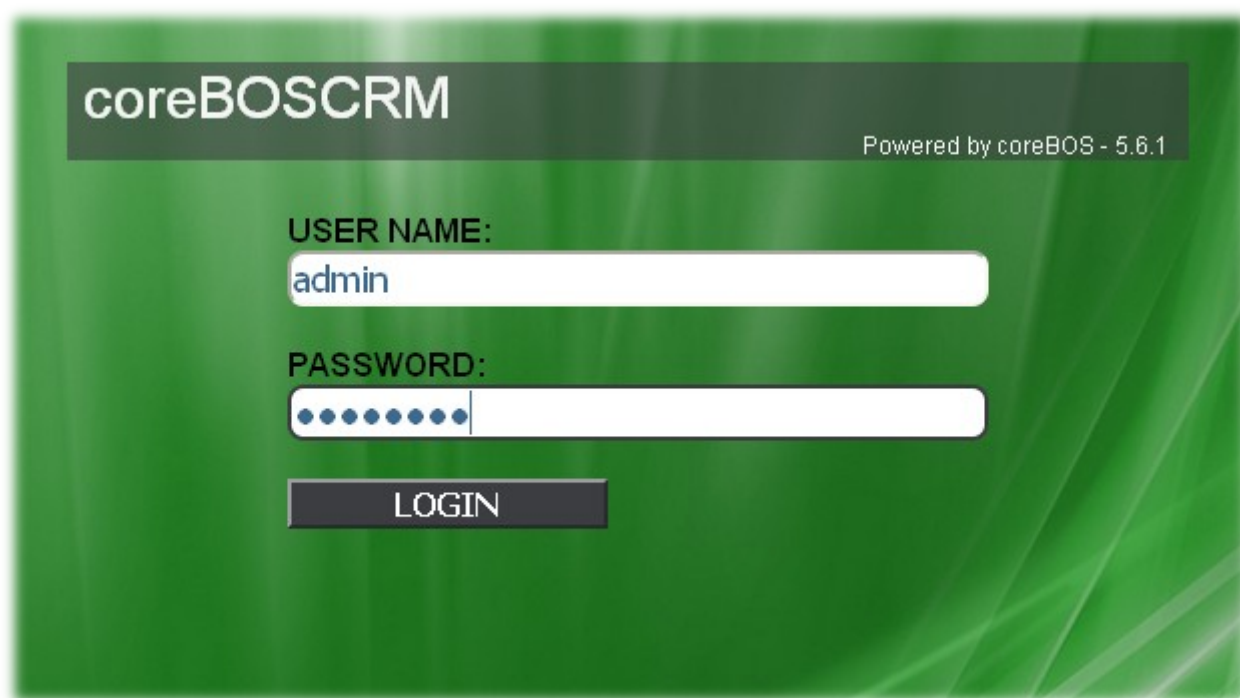 coreBOSCRM
Powered by coreBOS - 5.6.1
USER NAME:
admin
PASSWORD:
••••••••
LOGIN